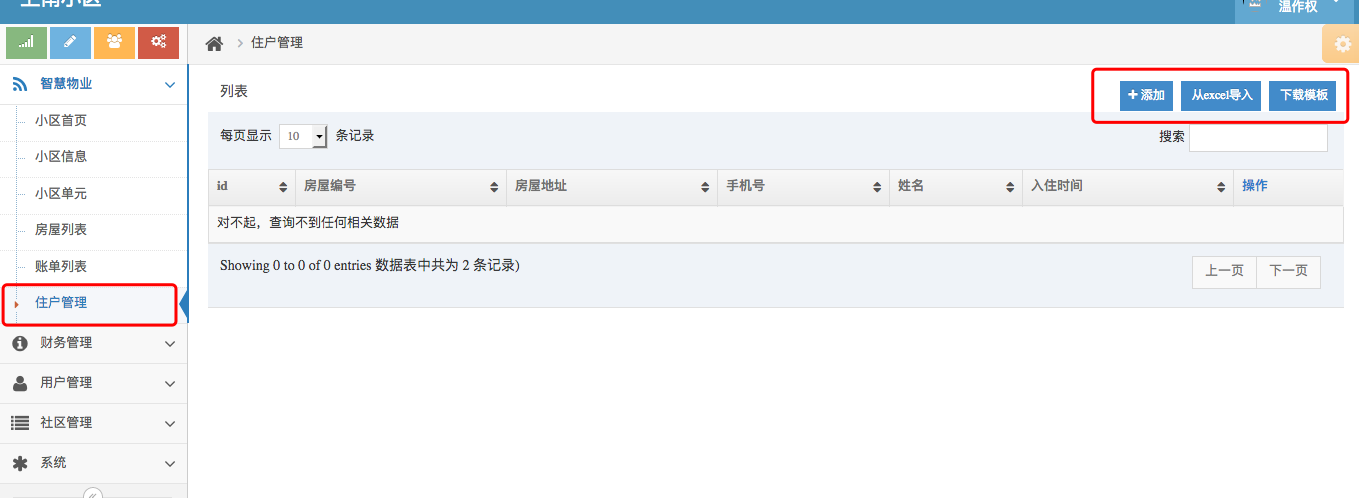 温作权
住户管理
智慧物业
小区首页
小区信息
小区单元
房屋列表
账单列表
住户管理
财务管理
用户管理
社区管理
系统
列表
添加 从excel导入 下载模板
每页显示 10 条记录 搜索
id 房屋编号 房屋地址 手机号 姓名 入住时间 操作
对不起，查询不到任何相关数据
Showing 0 to 0 of 0 entries 数据表中共为 2 条记录)
上一页 下一页